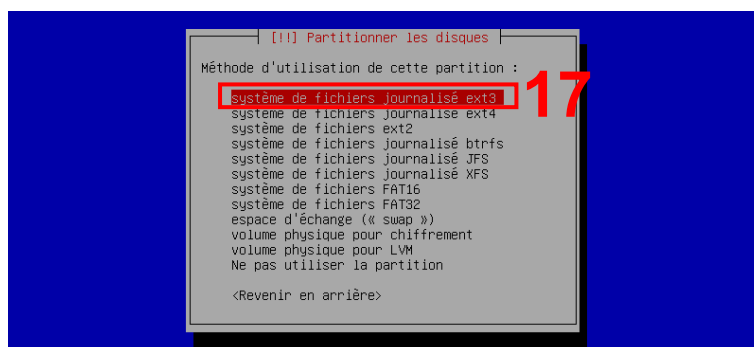 [!!] Partitionner les disques
Méthode d'utilisation de cette partition :
système de fichiers journalisé ext3
17
système de fichiers journalisé ext4
système de fichiers ext2
système de fichiers journalisé btrfs
système de fichiers journalisé JFS
système de fichiers journalisé XFS
système de fichiers FAT16
système de fichiers FAT32
espace d'échange (« swap »)
volume physique pour chiffrement
volume physique pour LVM
Ne pas utiliser la partition
<Revenir en arrière>